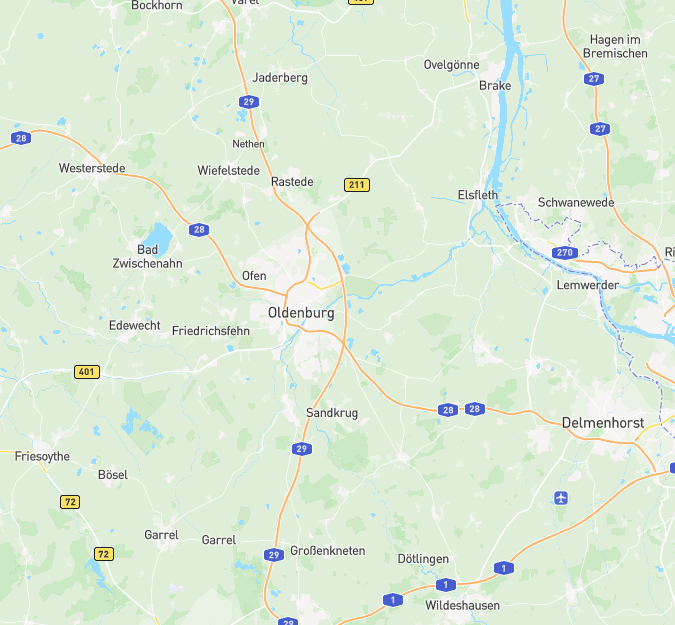 Bockhorn
Varel
Hagen im
Bremischen
Ovelgönne
Jaderberg
27
Brake
29
27
28
Nethen
Westerstede
Wiefelstede
Rastede
211
Elsfleth
Schwanewede
28
Bad
Zwischenahn
270
Ofen
Lemwerder
Oldenburg
Edewecht
Friedrichsfehn
401
28
28
Sandkrug
Delmenhorst
29
Friesoythe
Bösel
72
Garrel
Garrel
72
29
Großenkneten
Dötlingen
1
1
1
Wildeshausen
29